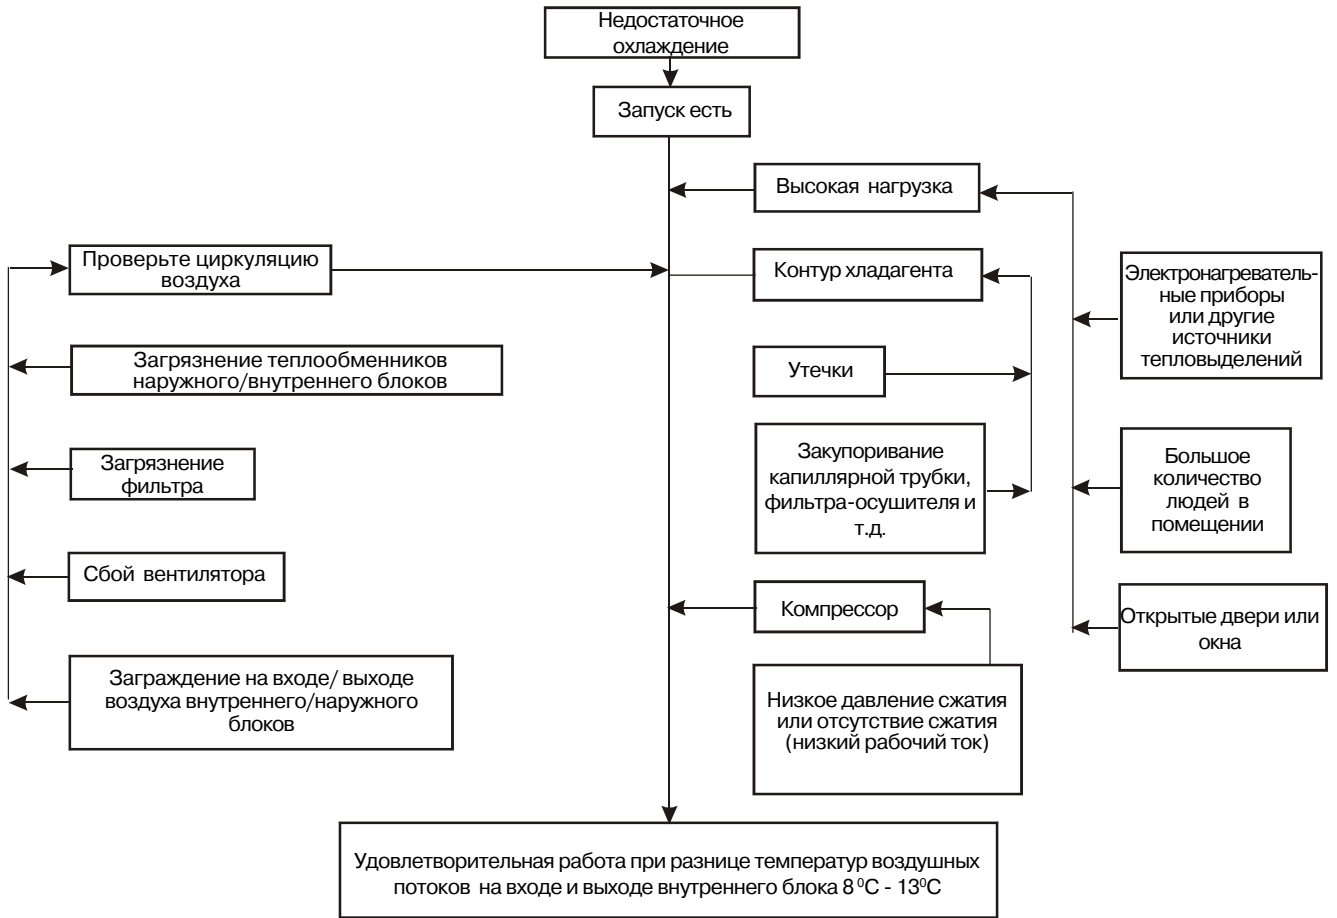 Недостаточное
охлаждение
Запуск есть
Высокая нагрузка
Проверьте циркуляцию
воздуха
Контур хладагента
Электронагреватель-
ные приборы
или другие
источники
тепловыделений
Загрязнение теплообменников
наружного/внутреннего блоков
Утечки
Загрязнение
фильтра
Закупоривание
капиллярной трубки,
фильтра-осушителя и
т.д.
Большое
количество
людей в
помещении
Сбой вентилятора
Компрессор
Открытые двери или
окна
Заграждение на входе/ выходе
воздуха внутреннего/наружного
блоков
Низкое давление сжатия
или отсутствие сжатия
(низкий рабочий ток)
Удовлетворительная работа при разнице температур воздушных
потоков на входе и выходе внутреннего блока 8 ⁰С - 13⁰С